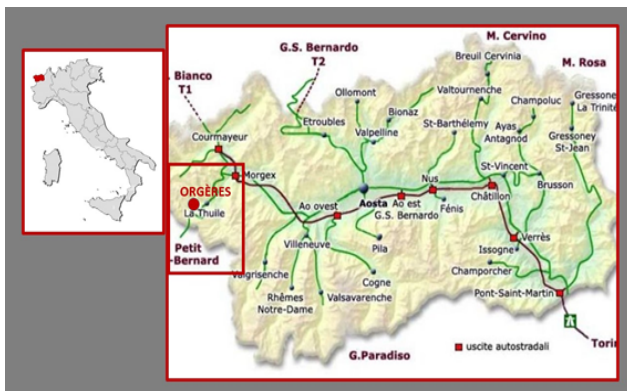 M. Cervino
G.S. Bernardo
T2
Breuil Cervinia
M. Rosa
. Bianco
T1
Ollomont
Valtournenche
Champoluc
Gressoney
La Trinité
Bionaz
Etroubles
Valpelline
St-Barthélemy
Ayas
Antagnod
Gressoney
St-Jean
Courmayeur
Morgex
ORGÈRES
La Thuile
Nus
St-Vincent
Brusson
Châtillon
Aosta
Ao ovest
Ao est
G.S. Bernardo
Fénis
Petit
-Bernard
Villeneuve
Pila
Issogne
Verrès
Valgrisenche
Cogne
Champorcher
Rhêmes
Notre-Dame
Valsavarenche
Pont-Saint-Martin
G.Paradiso
uscite autostradali
Torin